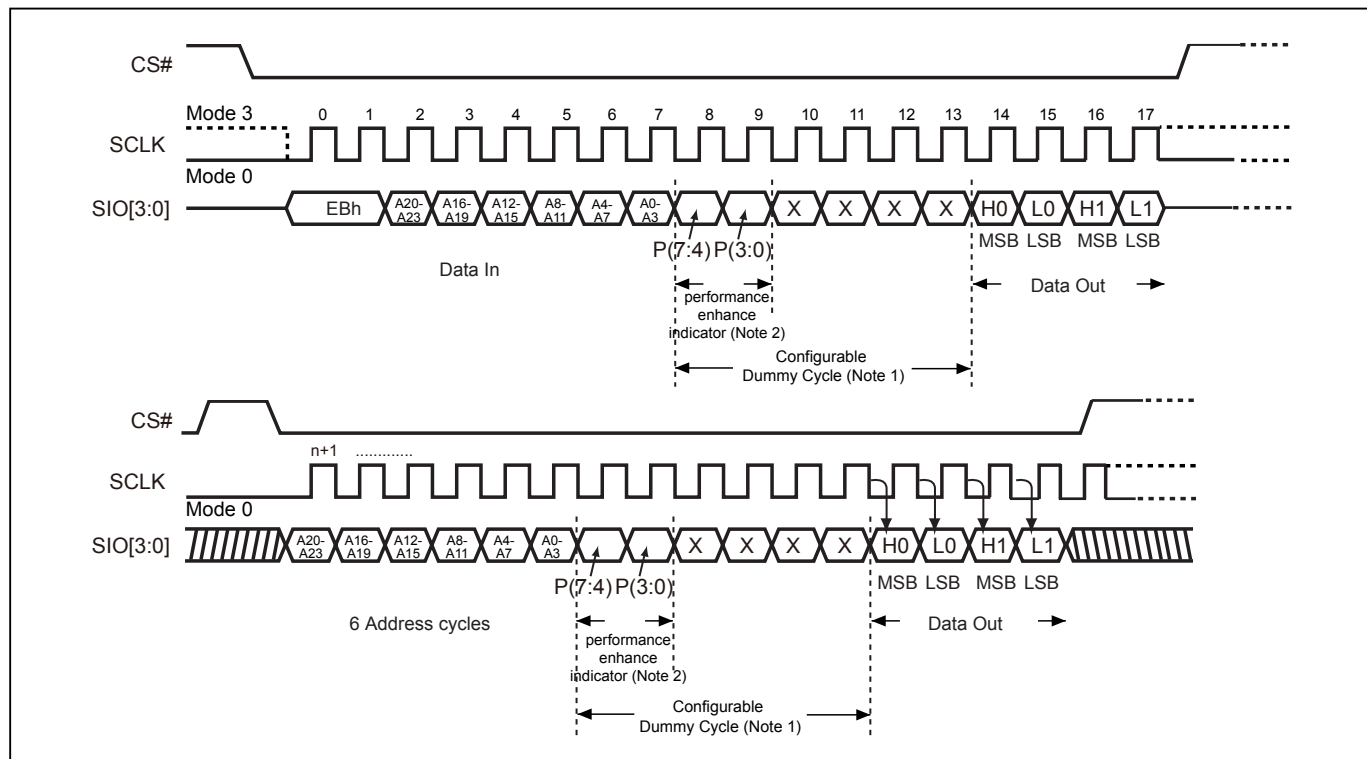 CS#
Mode 3
0 1 2 3 4 5 6 7 8 9 10 11 12 13 14 15 16 17
SCLK
Mode 0
SIO[3:0]
EBh A20-A23 A16-A19 A12-A15 A8-A11 A4-A7 A0-A3 X X X X H0 L0 H1 L1
P(7:4) P(3:0)
MSB LSB MSB LSB
Data In
Data Out
performance
enhance
indicator (Note 2)
Configurable
Dummy Cycle (Note 1)
CS#
n+1 .............
SCLK
Mode 0
SIO[3:0]
A20-A23 A16-A19 A12-A15 A8-A11 A4-A7 A0-A3 X X X X H0 L0 H1 L1
P(7:4) P(3:0)
MSB LSB MSB LSB
6 Address cycles
Data Out
performance
enhance
indicator (Note 2)
Configurable
Dummy Cycle (Note 1)